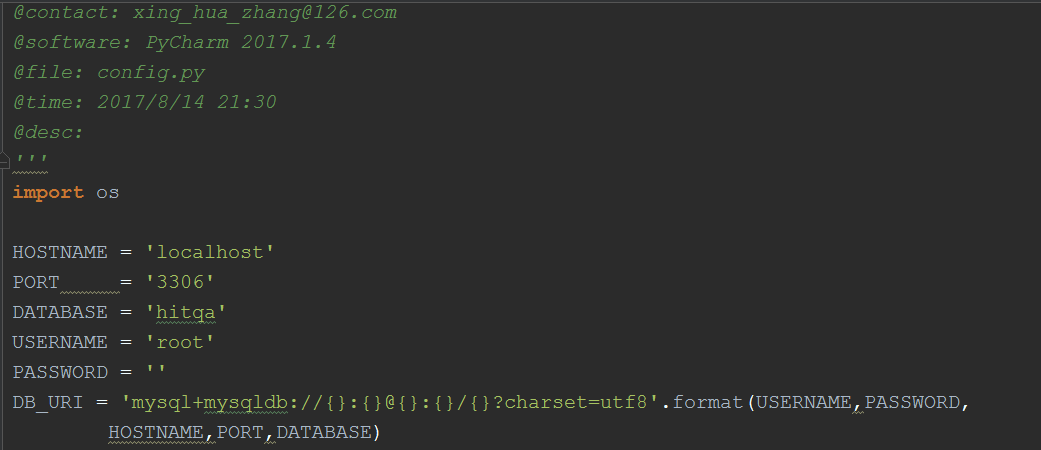 @contact: xing_hua_zhang@126.com
@software: PyCharm 2017.1.4
@file: config.py
@time: 2017/8/14 21:30
@desc:
'''
import os
HOSTNAME = 'localhost'
PORT     = '3306'
DATABASE = 'hitqa'
USERNAME = 'root'
PASSWORD = ''
DB_URI = 'mysql+mysqldb://{}:{}@{}:{}/{}?charset=utf8'.format(USERNAME,PASSWORD,
        HOSTNAME,PORT,DATABASE)